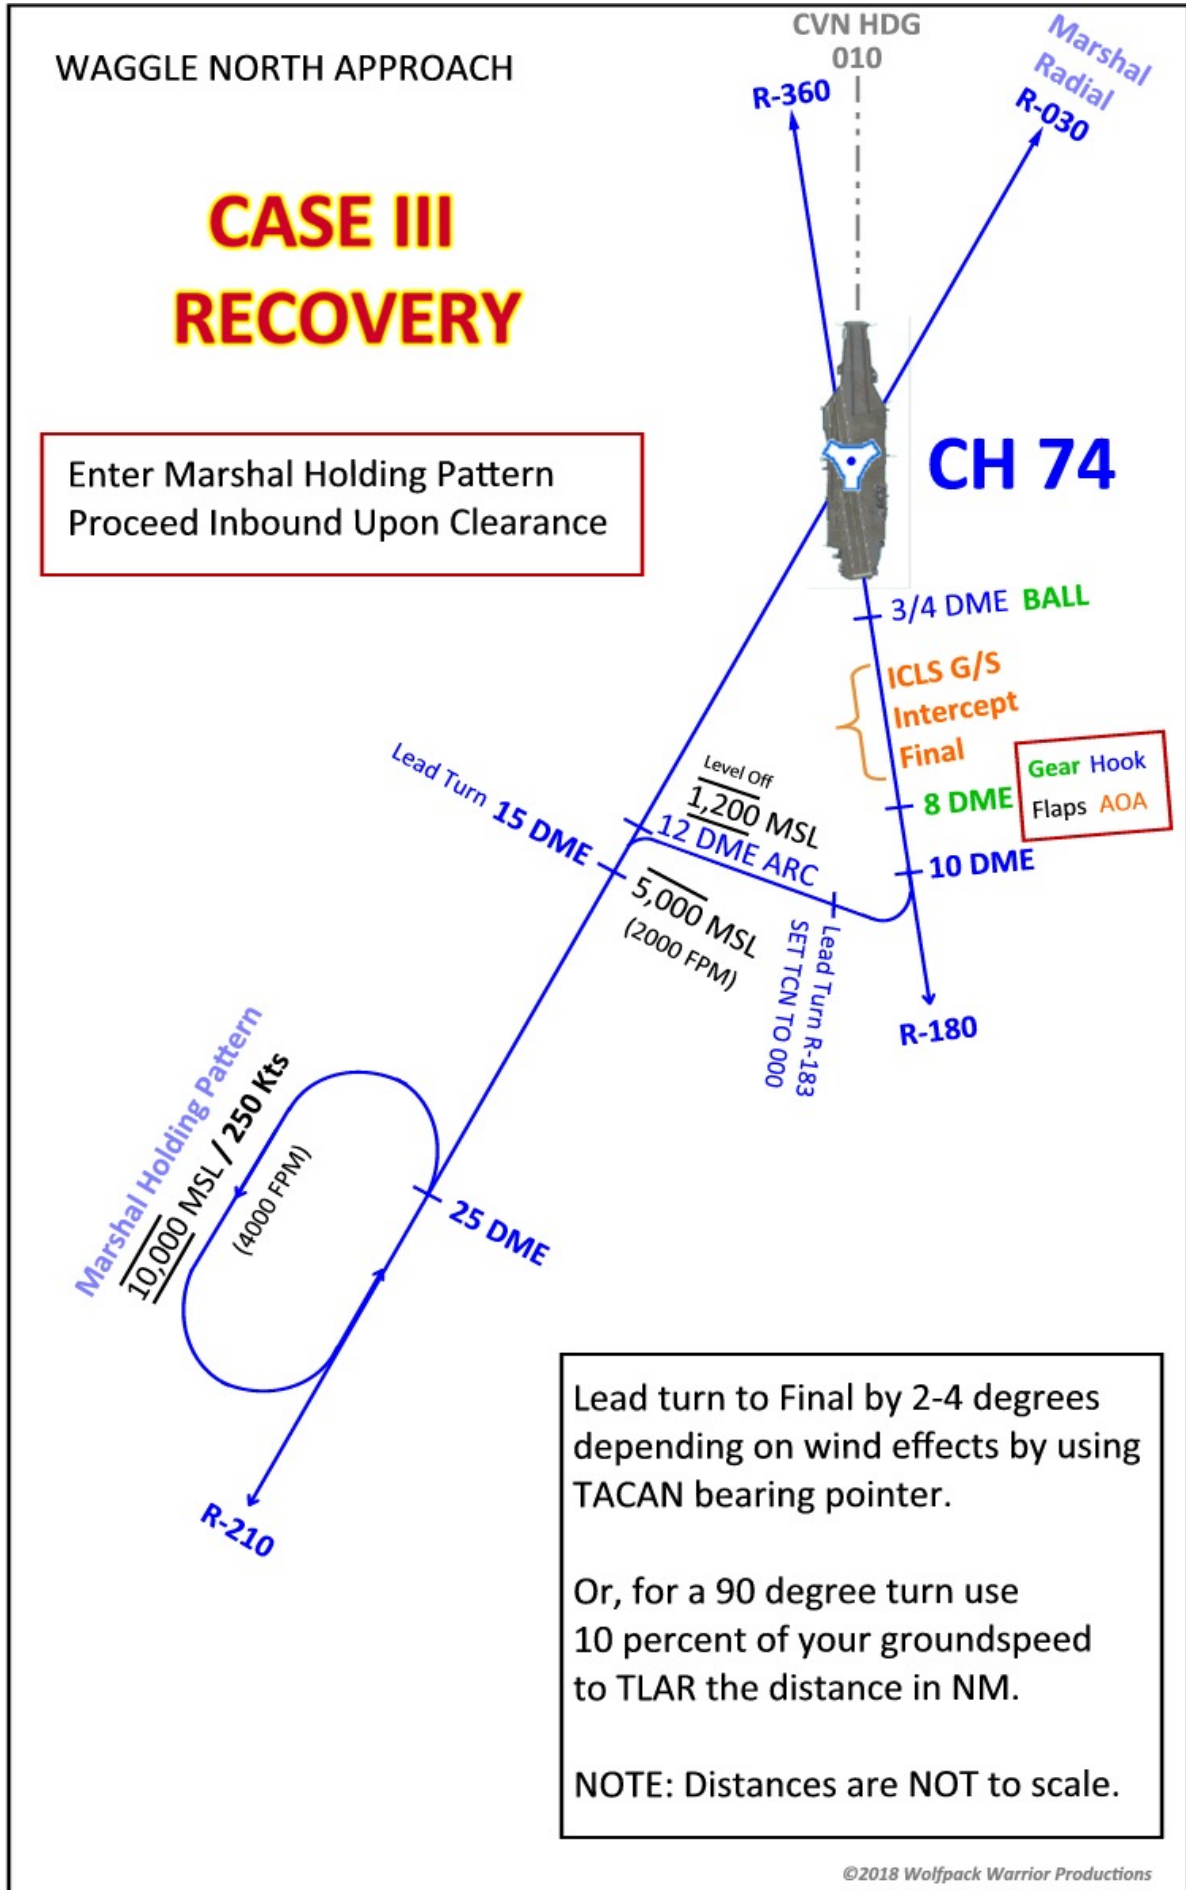 WAGGLE NORTH APPROACH
CVN HDG
010
Marshal
Radial
R-030
R-360
CASE III
RECOVERY
Enter Marshal Holding Pattern
Proceed Inbound Upon Clearance
CH 74
3/4 DME BALL
ICLS G/S
Intercept
Final
Gear Hook
Flaps AOA
8 DME
10 DME
Level Off
1,200 MSL
12 DME ARC
Lead Turn 15 DME
5,000 MSL
(2000 FPM)
Lead Turn R-183
SET TCN TO 000
R-180
Marshal Holding Pattern
10,000 MSL / 250 Kts
(4000 FPM)
25 DME
R-210
Lead turn to Final by 2-4 degrees
depending on wind effects by using
TACAN bearing pointer.
Or, for a 90 degree turn use
10 percent of your groundspeed
to TLAR the distance in NM.
NOTE: Distances are NOT to scale.
©2018 Wolfpack Warrior Productions